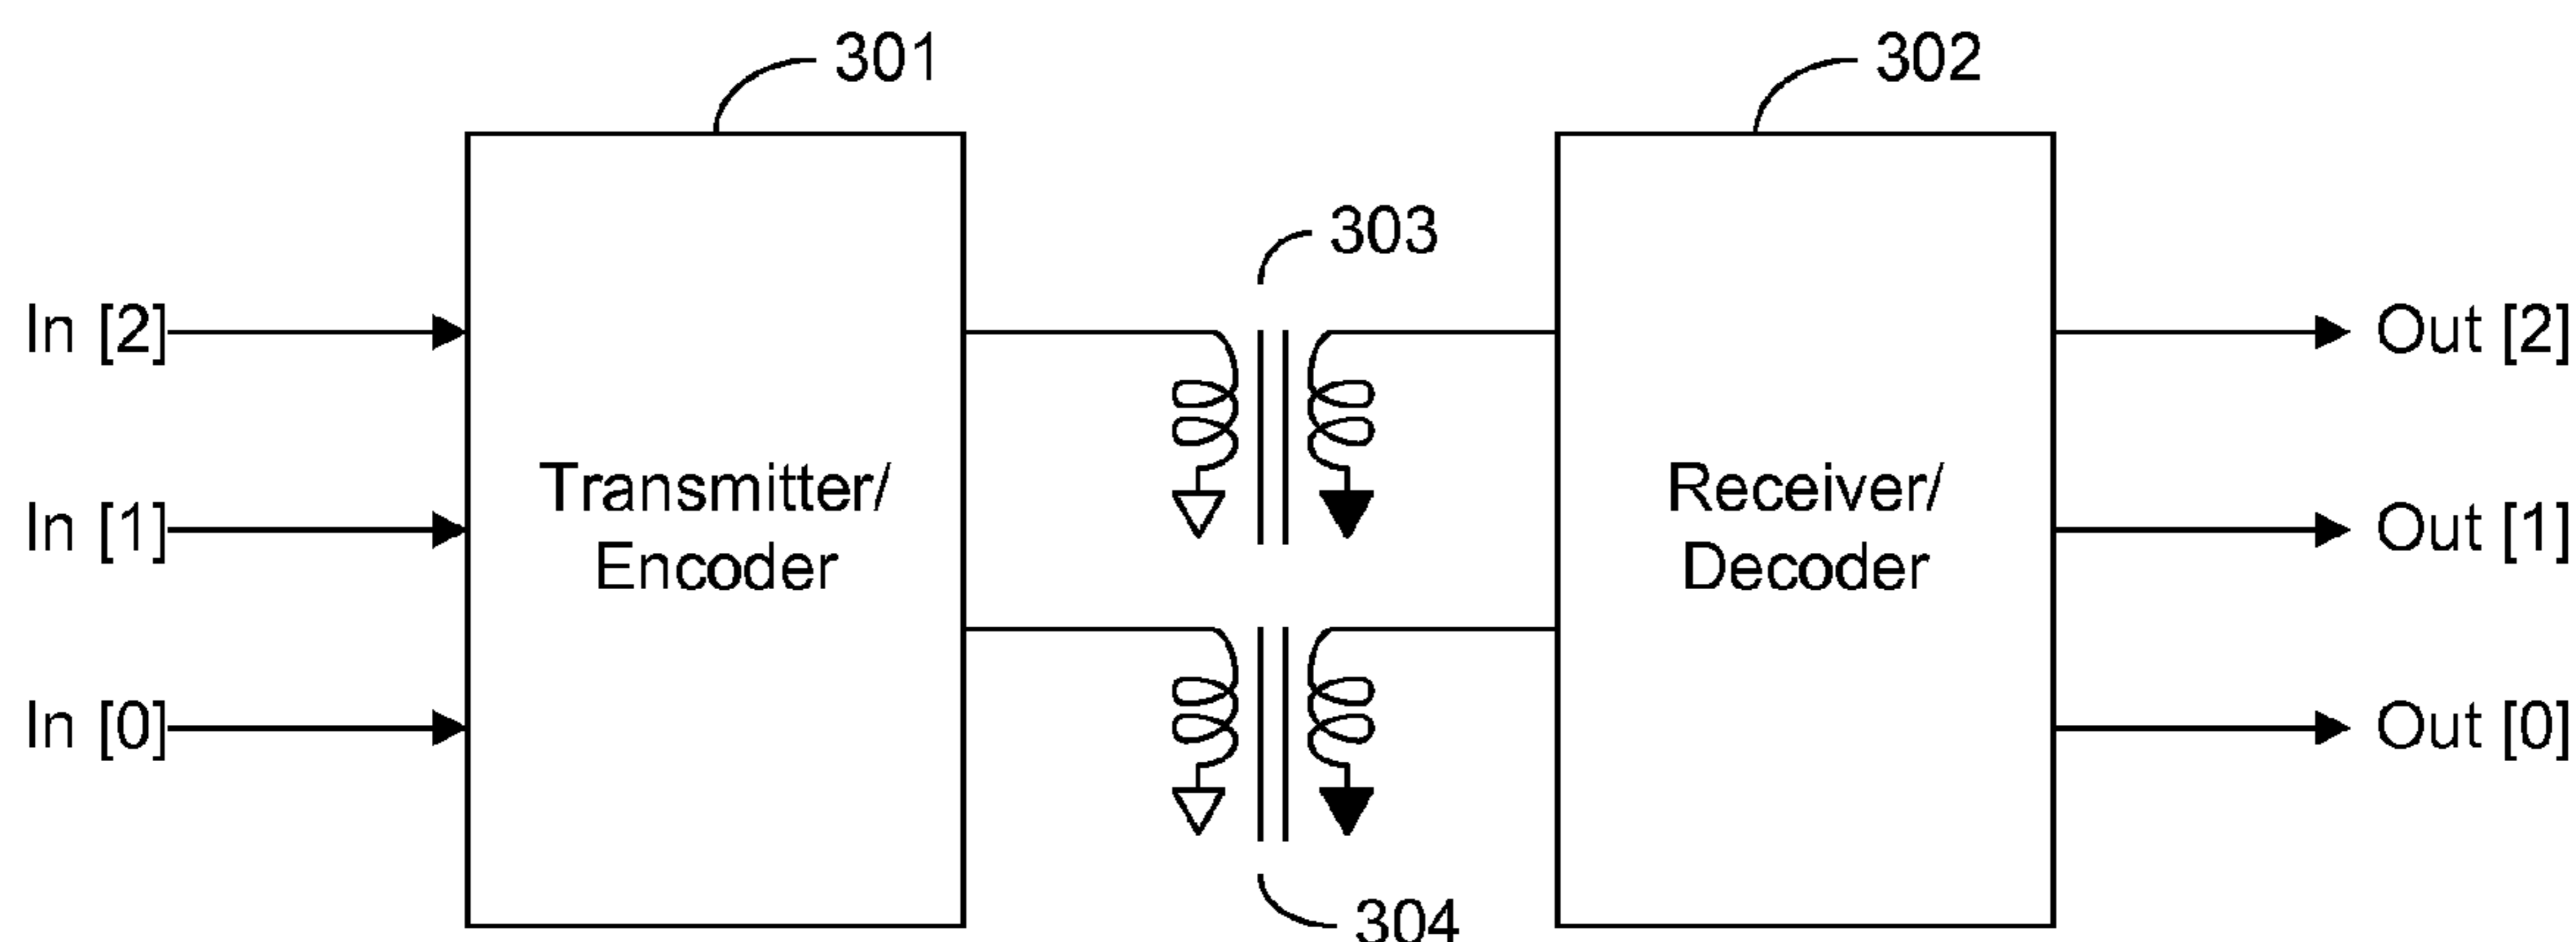 301
302
303
In [2]
Out [2]
In [1]
Transmitter/
Encoder
Receiver/
Decoder
Out [1]
In [0]
Out [0]
304